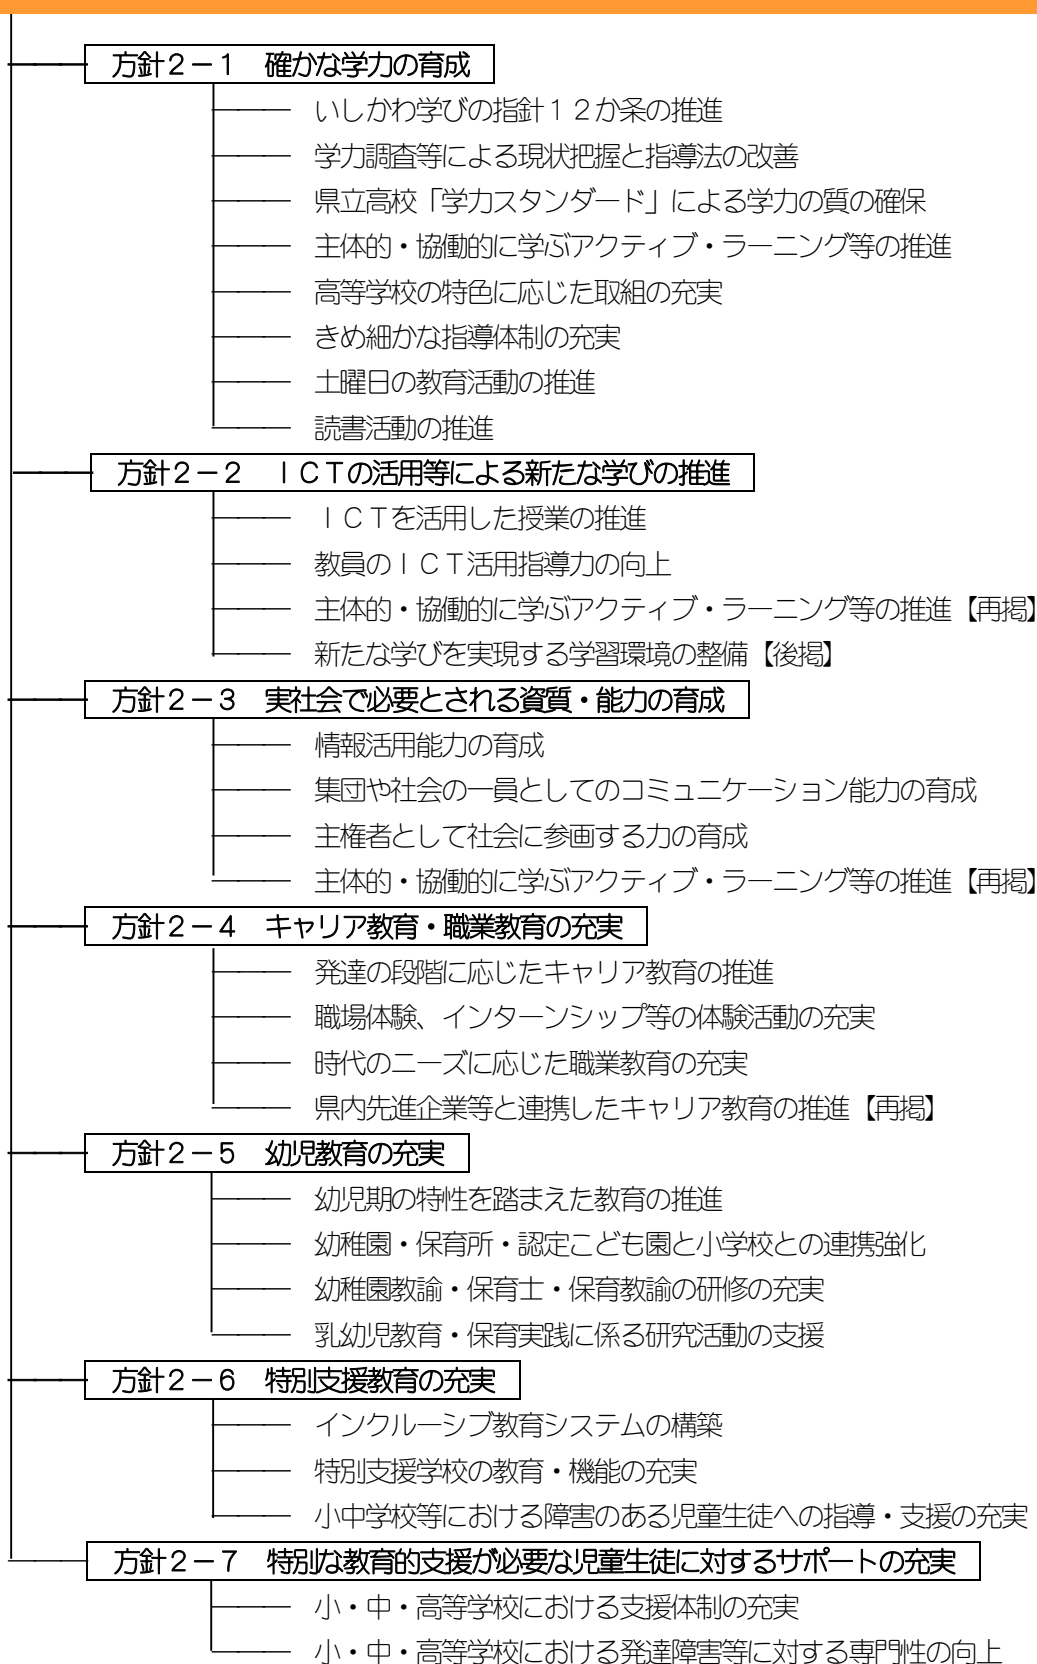 方針２－１　確かな学力の育成
いしかわ学びの指針１２か条の推進
学力調査等による現状把握と指導法の改善
県立高校「学力スタンダード」による学力の質の確保
主体的・協働的に学ぶアクティブ・ラーニング等の推進
高等学校の特色に応じた取組の充実
きめ細かな指導体制の充実
土曜日の教育活動の推進
読書活動の推進
方針２－２　ＩＣＴの活用等による新たな学びの推進
ＩＣＴを活用した授業の推進
教員のＩＣＴ活用指導力の向上
主体的・協働的に学ぶアクティブ・ラーニング等の推進【再掲】
新たな学びを実現する学習環境の整備【後掲】
方針２－３　実社会で必要とされる資質・能力の育成
情報活用能力の育成
集団や社会の一員としてのコミュニケーション能力の育成
主権者として社会に参画する力の育成
主体的・協働的に学ぶアクティブ・ラーニング等の推進【再掲】
方針２－４　キャリア教育・職業教育の充実
発達の段階に応じたキャリア教育の推進
職場体験、インターンシップ等の体験活動の充実
時代のニーズに応じた職業教育の充実
県内先進企業等と連携したキャリア教育の推進【再掲】
方針２－５　幼児教育の充実
幼児期の特性を踏まえた教育の推進
幼稚園・保育所・認定こども園と小学校との連携強化
幼稚園教諭・保育士・保育教諭の研修の充実
乳幼児教育・保育実践に係る研究活動の支援
方針２－６　特別支援教育の充実
インクルーシブ教育システムの構築
特別支援学校の教育・機能の充実
小中学校等における障害のある児童生徒への指導・支援の充実
方針２－７　特別な教育的支援が必要な児童生徒に対するサポートの充実
小・中・高等学校における支援体制の充実
小・中・高等学校における発達障害等に対する専門性の向上